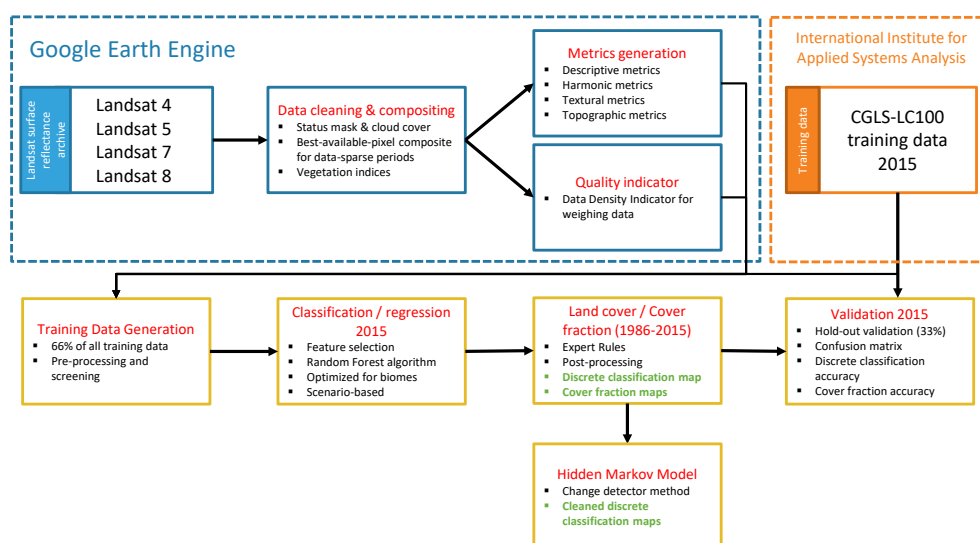 Google Earth Engine
Landsat surface
reflectance
archive
Landsat 4
Landsat 5
Landsat 7
Landsat 8
Data cleaning & compositing
▪ Status mask & cloud cover
▪ Best-available-pixel
composite
for data-sparse periods
▪ Vegetation indices
Metrics generation
▪ Descriptive metrics
▪ Harmonic metrics
▪ Textural metrics
▪ Topographic metrics
Quality indicator
▪ Data Density Indicator for
weighing data
International Institute for
Applied Systems Analysis
Training data
CGLS-LC100
training data
2015
Training Data Generation
▪ 66% of all training data
▪ Pre-processing and
screening
Classification / regression
2015
▪ Feature selection
▪ Random Forest algorithm
▪ Optimized for biomes
▪ Scenario-based
Land cover / Cover
fraction (1986-2015)
▪ Expert Rules
▪ Post-processing
▪ Discrete classification map
▪ Cover fraction maps
Validation 2015
▪ Hold-out validation (33%)
▪ Confusion matrix
▪ Discrete classification
accuracy
▪ Cover fraction accuracy
Hidden Markov Model
▪ Change detector method
▪ Cleaned discrete
classification maps